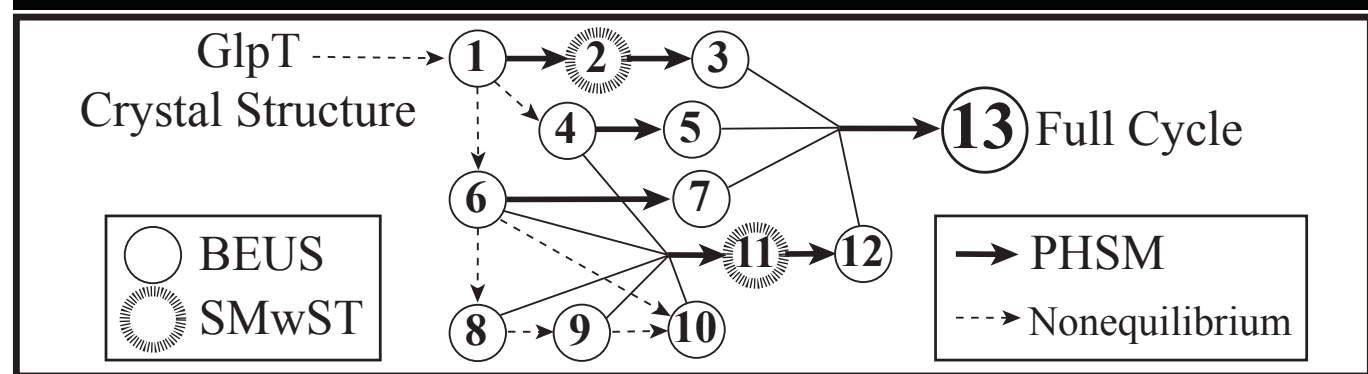 GlpT
Crystal Structure
1
2
3
4
5
13 Full Cycle
6
7
8
9
10
11
12
BEUS
SMwST
PHSM
Nonequilibrium